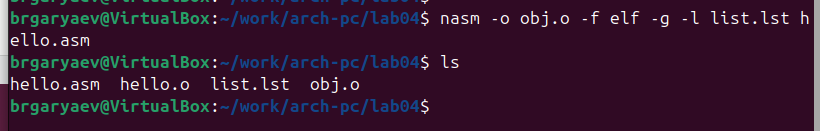 brgaryaev@VirtualBox:~/work/arch-pc/lab04$ nasm -o obj.o -f elf -g -l list.lst h
ello.asm
brgaryaev@VirtualBox:~/work/arch-pc/lab04$ ls
hello.asm  hello.o  list.lst  obj.o
brgaryaev@VirtualBox:~/work/arch-pc/lab04$